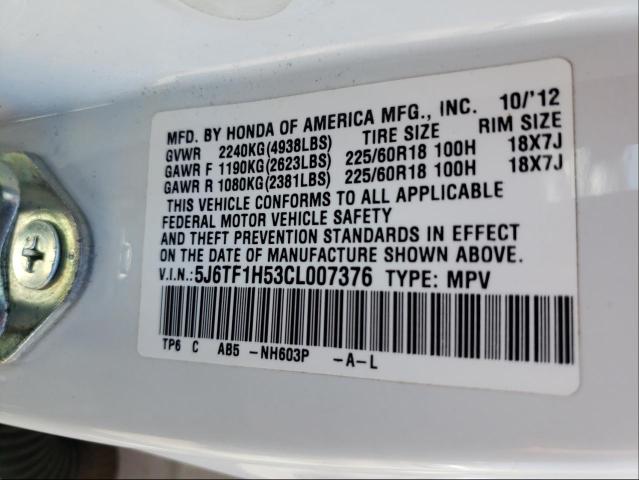 MFD. BY HONDA OF AMERICA MFG., INC. 10/'12
GVWR 2240KG(4938LBS) TIRE SIZE RIM SIZE
GAWR F 1190KG(2623LBS) 225/60R18 100H 18X7J
GAWR R 1080KG(2381LBS) 225/60R18 100H 18X7J
THIS VEHICLE CONFORMS TO ALL APPLICABLE
FEDERAL MOTOR VEHICLE SAFETY
AND THEFT PREVENTION STANDARDS IN EFFECT
ON THE DATE OF MANUFACTURE SHOWN ABOVE.
V.I.N.:5J6TF1H53CL007376 TYPE: MPV
TP6 C AB5 -NH603P -A-L